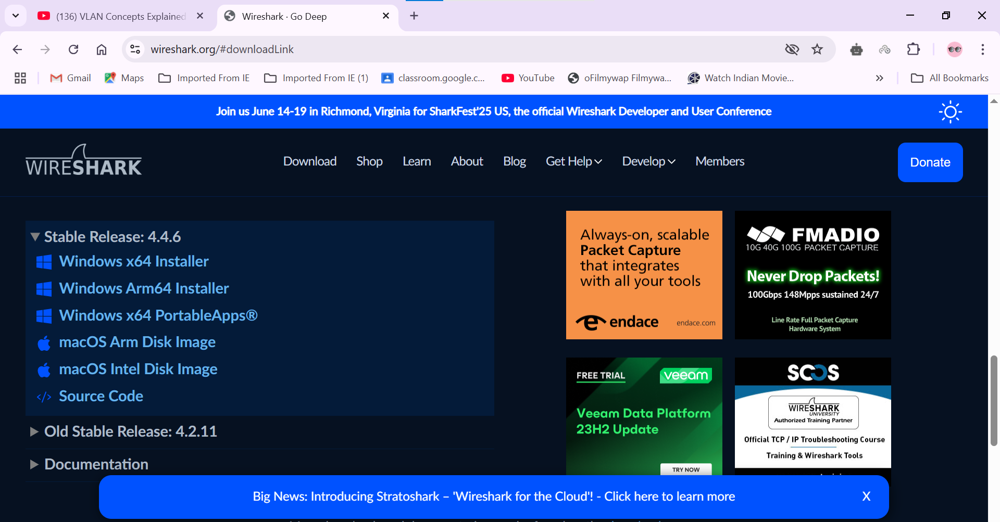 (136) VLAN Concepts Explained
Wireshark · Go Deep
wireshark.org/#downloadLink
Gmail
Maps
Imported From IE
Imported From IE (1)
classroom.google.c...
YouTube
oFilmywap Filmywa...
Watch Indian Movie...
All Bookmarks
Join us June 14-19 in Richmond, Virginia for SharkFest'25 US, the official Wireshark Developer and User Conference
WIRESHARK
Download
Shop
Learn
About
Blog
Get Help
Develop
Members
Donate
Stable Release: 4.4.6
Windows x64 Installer
Windows Arm64 Installer
Windows x64 PortableApps®
macOS Arm Disk Image
macOS Intel Disk Image
</> Source Code
Old Stable Release: 4.2.11
Documentation
Always-on, scalable
Packet Capture
that integrates
with all your tools
endace
endace.com
FMADIO
10G 40G 100G PACKET CAPTURE
Never Drop Packets!
100Gbps 148Mpps sustained 24/7
Line Rate Full Packet Capture
Hardware System
FREE TRIAL
veeam
Veeam Data Platform
23H2 Update
TRY NOW
SCOS
WIRESHARK
UNIVERSITY
Authorized Training Partner
Official TCP / IP Troubleshooting Course
Training & Wireshark Tools
Big News: Introducing Stratoshark – 'Wireshark for the Cloud'! - Click here to learn more
X